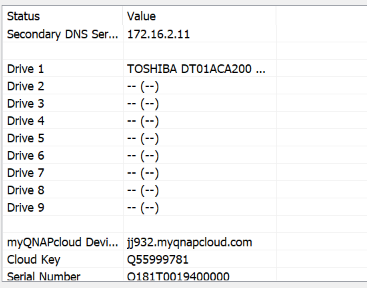 Status Value
Secondary DNS Ser... 172.16.2.11
Drive 1 TOSHIBA DT01ACA200 ...
Drive 2 -- (--)
Drive 3 -- (--)
Drive 4 -- (--)
Drive 5 -- (--)
Drive 6 -- (--)
Drive 7 -- (--)
Drive 8 -- (--)
Drive 9 -- (--)
myQNAPcloud Devi... jj932.myqnapcloud.com
Cloud Key Q55999781
Serial Number O181T0019400000